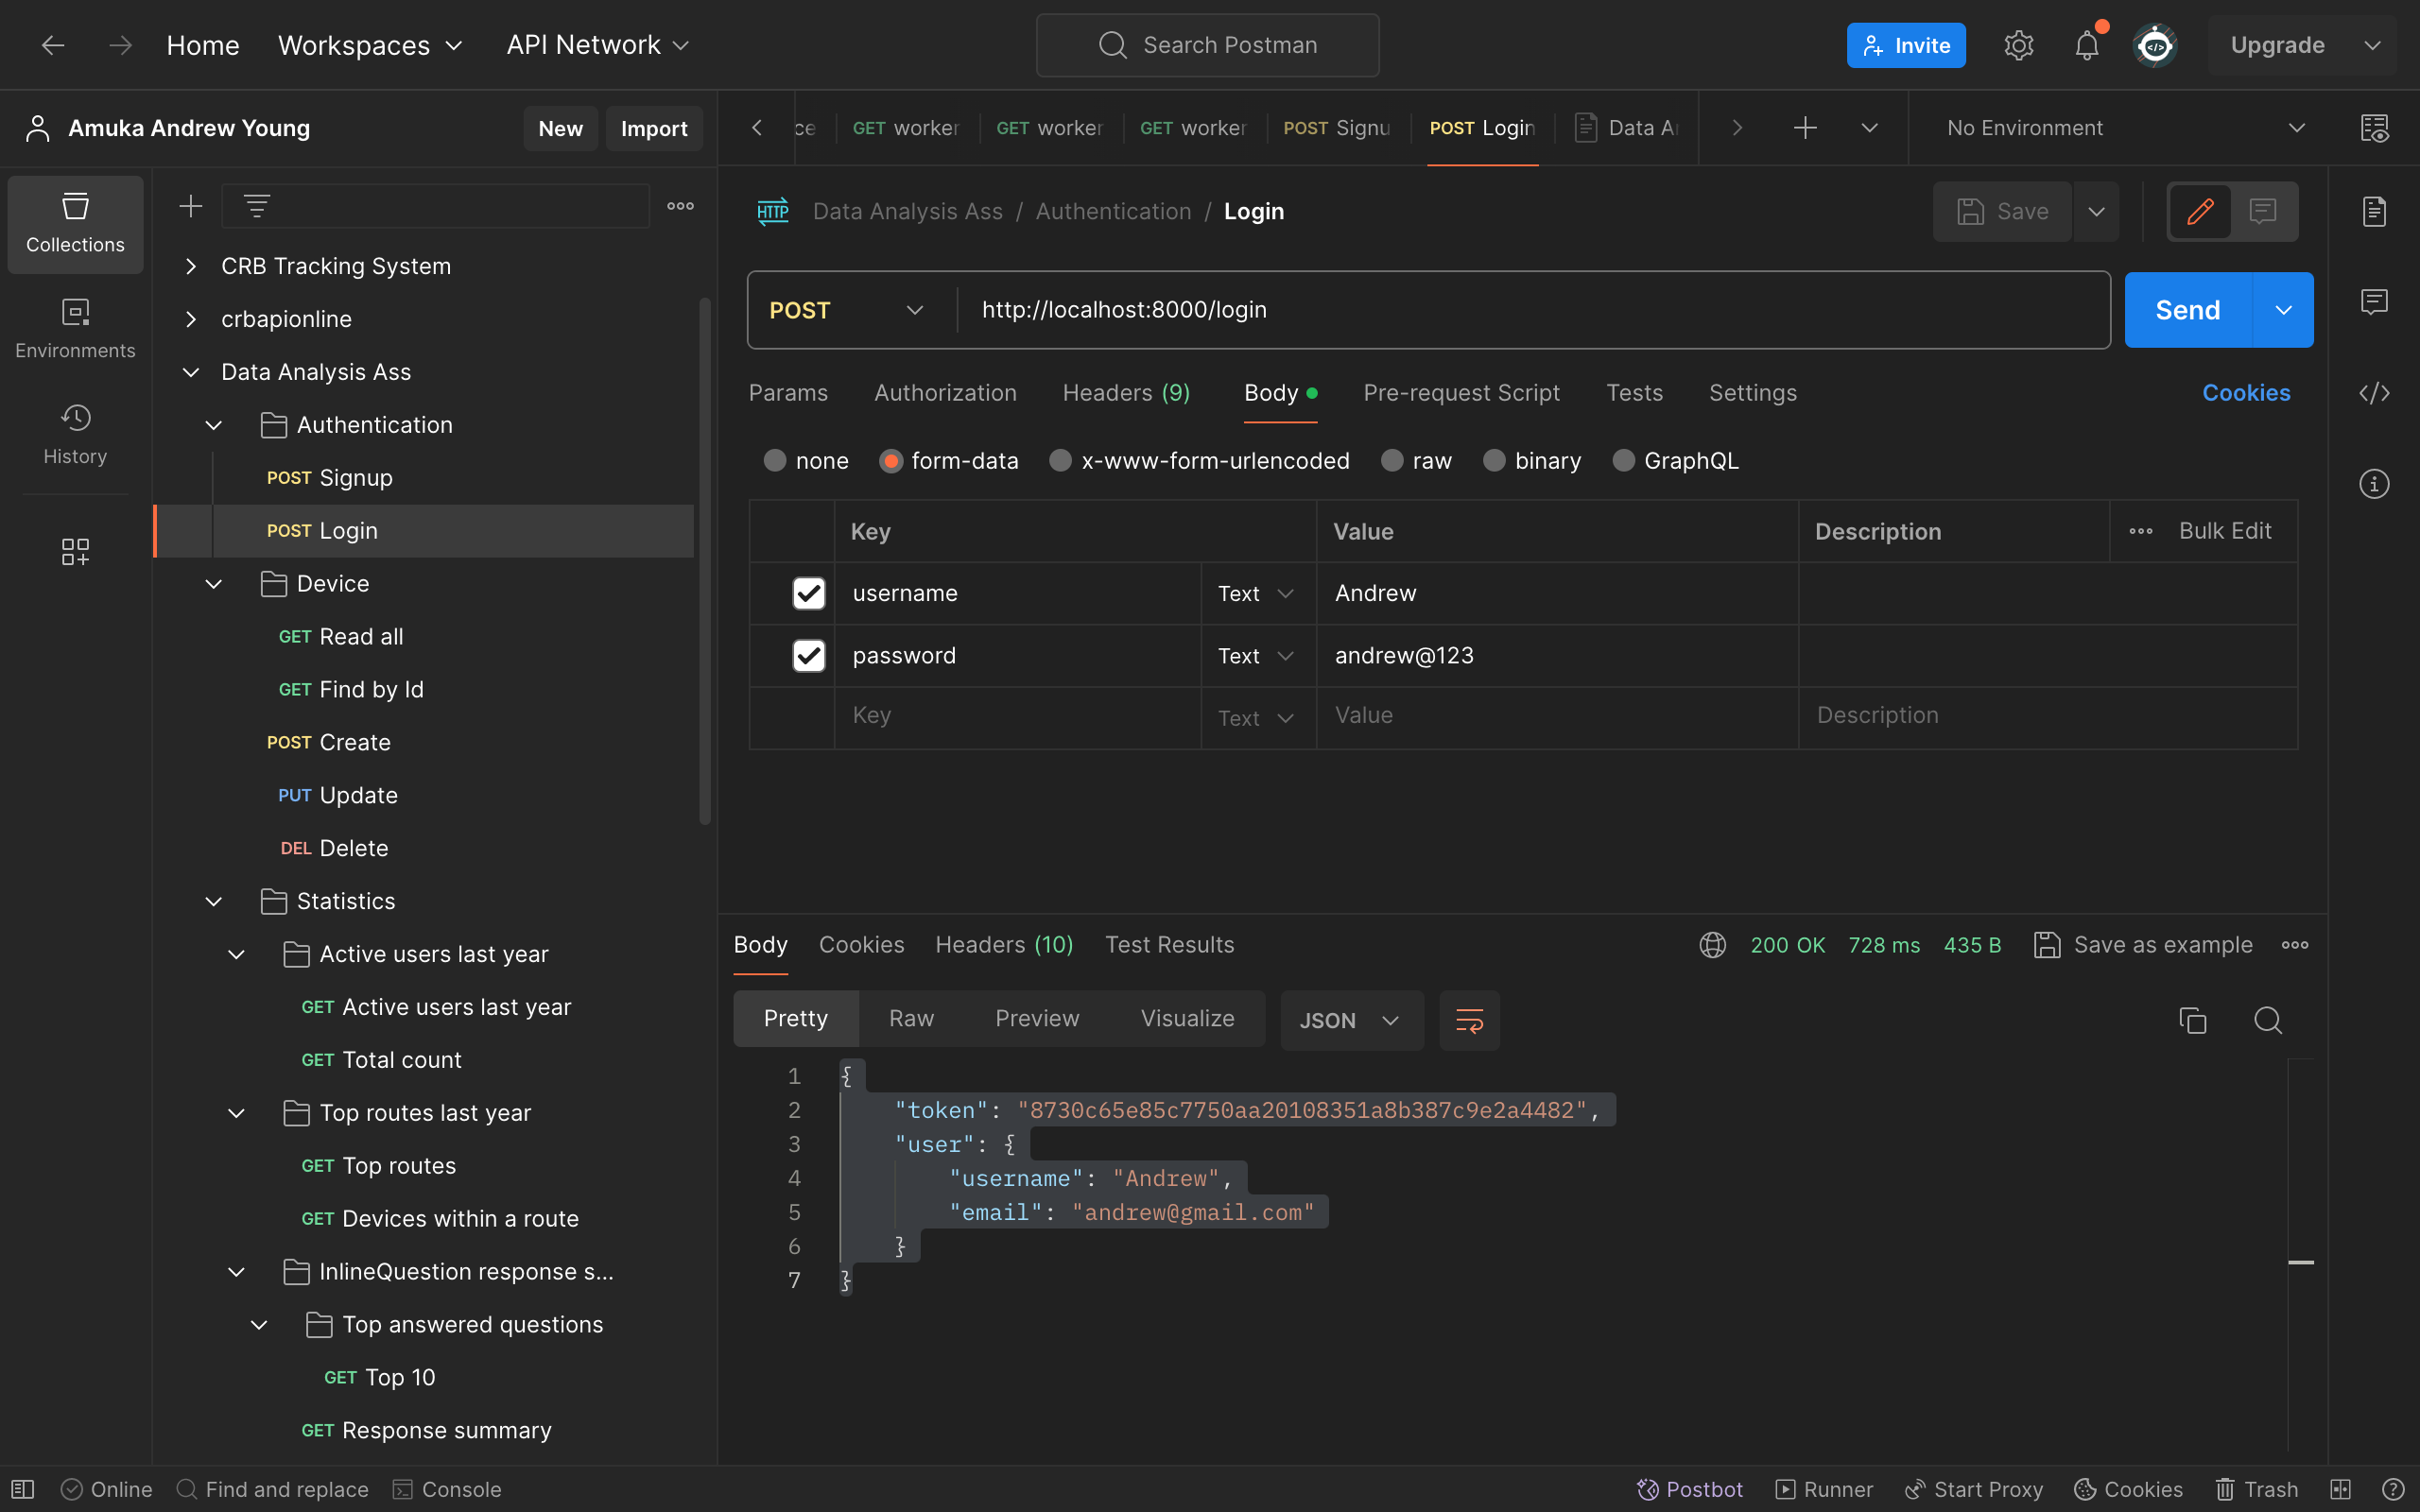 Home Workspaces API Network Search Postman Invite Upgrade
Amuka Andrew Young New Import
ce GET worker GET worker GET worker POST Signu POST Login Data A No Environment
Collections
Environments
History
CRB Tracking System
crbapionline
Data Analysis Ass
Authentication
POST Signup
POST Login
Device
GET Read all
GET Find by Id
POST Create
PUT Update
DEL Delete
Statistics
Active users last year
GET Active users last year
GET Total count
Top routes last year
GET Top routes
GET Devices within a route
InlineQuestion response s...
Top answered questions
GET Top 10
GET Response summary
HTTP Data Analysis Ass / Authentication / Login Save
POST http://localhost:8000/login Send
Params Authorization Headers (9) Body Pre-request Script Tests Settings Cookies
none form-data x-www-form-urlencoded raw binary GraphQL
Key Value Description Bulk Edit
username Text Andrew
password Text andrew@123
Key Text Value Description
Body Cookies Headers (10) Test Results 200 OK 728 ms 435 B Save as example
Pretty Raw Preview Visualize JSON
1 {
2 "token": "8730c65e85c7750aa20108351a8b387c9e2a4482",
3 "user": {
4 "username": "Andrew",
5 "email": "andrew@gmail.com"
6 }
7 }
Online Find and replace Console Postbot Runner Start Proxy Cookies Trash